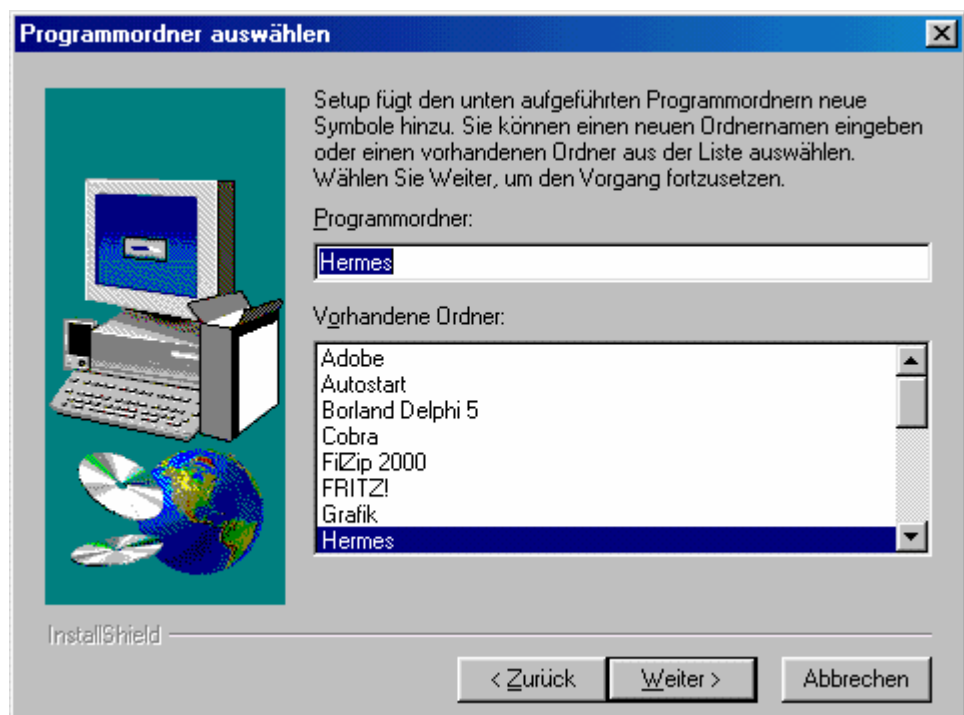 Programmordner auswählen
Setup fügt den unten aufgeführten Programmordnern neue
Symbole hinzu. Sie können einen neuen Ordnernamen eingeben
oder einen vorhandenen Ordner aus der Liste auswählen.
Wählen Sie Weiter, um den Vorgang fortzusetzen.
Programmordner:
Hermes
Vorhandene Ordner:
Adobe
Autostart
Borland Delphi 5
Cobra
FilZip 2000
FRITZ!
Grafik
Hermes
InstallShield
< Zurück Weiter > Abbrechen